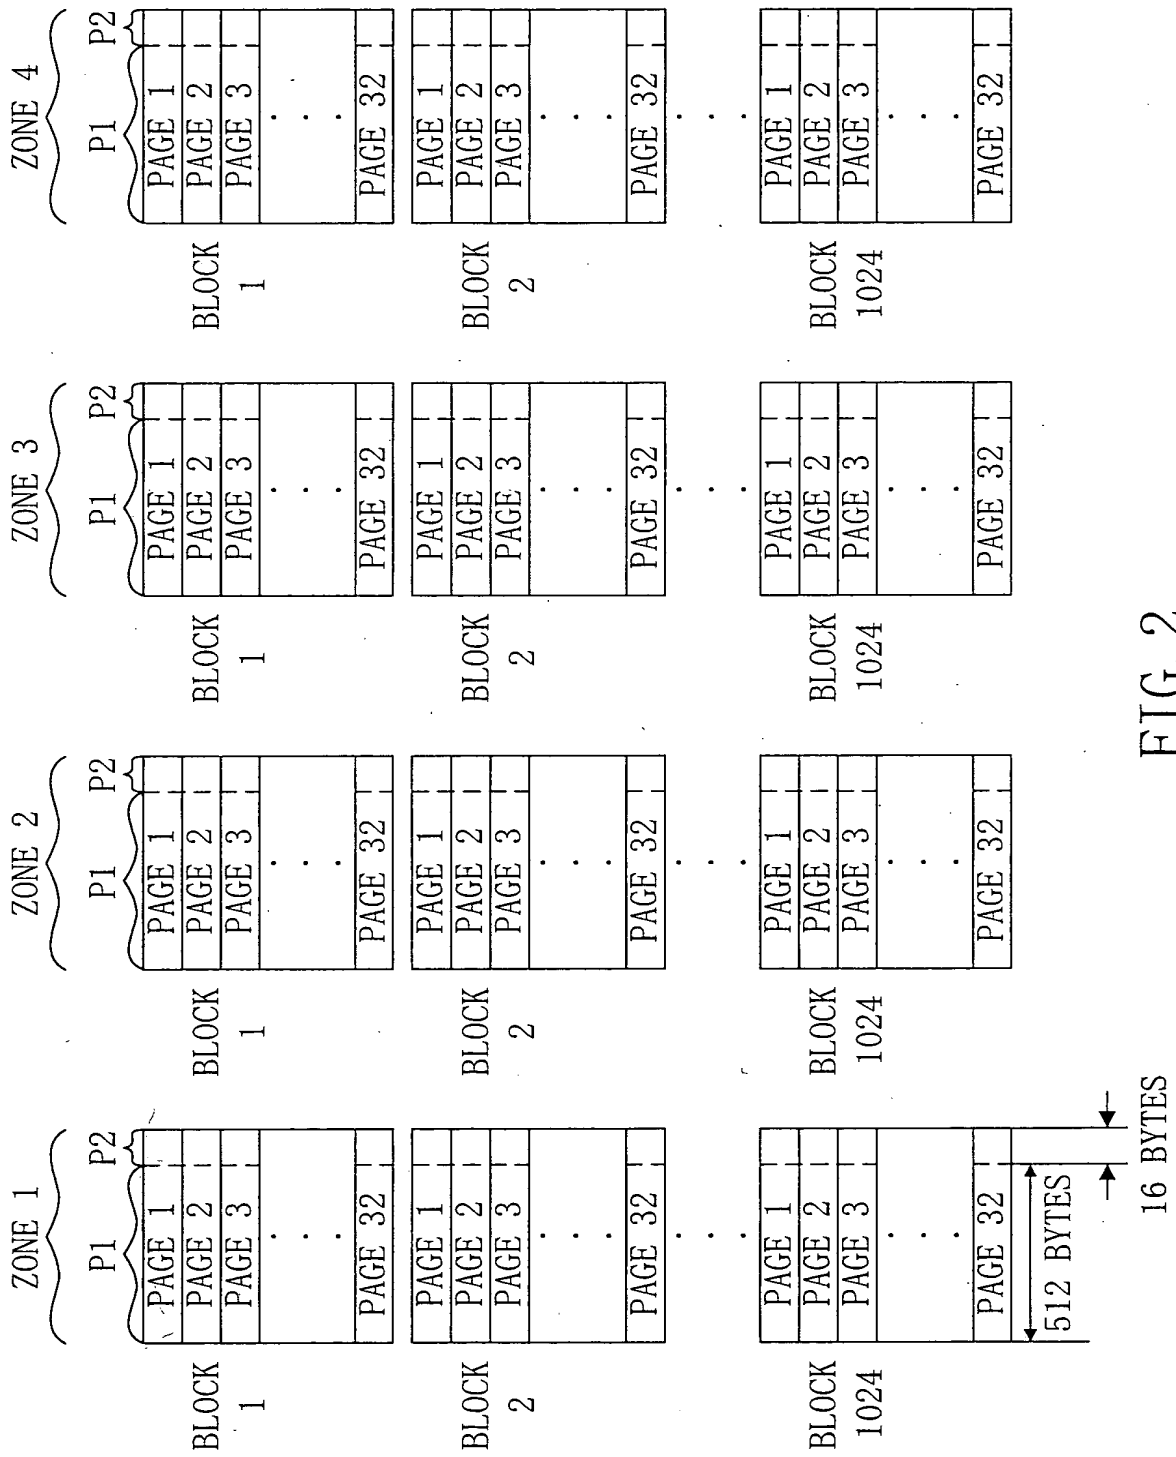 ZONE 1
P1 P2
BLOCK
1
PAGE 1
PAGE 2
PAGE 3
PAGE 32
BLOCK
2
PAGE 1
PAGE 2
PAGE 3
PAGE 32
BLOCK
1024
PAGE 1
PAGE 2
PAGE 3
PAGE 32
512 BYTES
16 BYTES
ZONE 2
P1 P2
BLOCK
1
PAGE 1
PAGE 2
PAGE 3
PAGE 32
BLOCK
2
PAGE 1
PAGE 2
PAGE 3
PAGE 32
BLOCK
1024
PAGE 1
PAGE 2
PAGE 3
PAGE 32
ZONE 3
P1 P2
BLOCK
1
PAGE 1
PAGE 2
PAGE 3
PAGE 32
BLOCK
2
PAGE 1
PAGE 2
PAGE 3
PAGE 32
BLOCK
1024
PAGE 1
PAGE 2
PAGE 3
PAGE 32
ZONE 4
P1 P2
BLOCK
1
PAGE 1
PAGE 2
PAGE 3
PAGE 32
BLOCK
2
PAGE 1
PAGE 2
PAGE 3
PAGE 32
BLOCK
1024
PAGE 1
PAGE 2
PAGE 3
PAGE 32
FIG 2